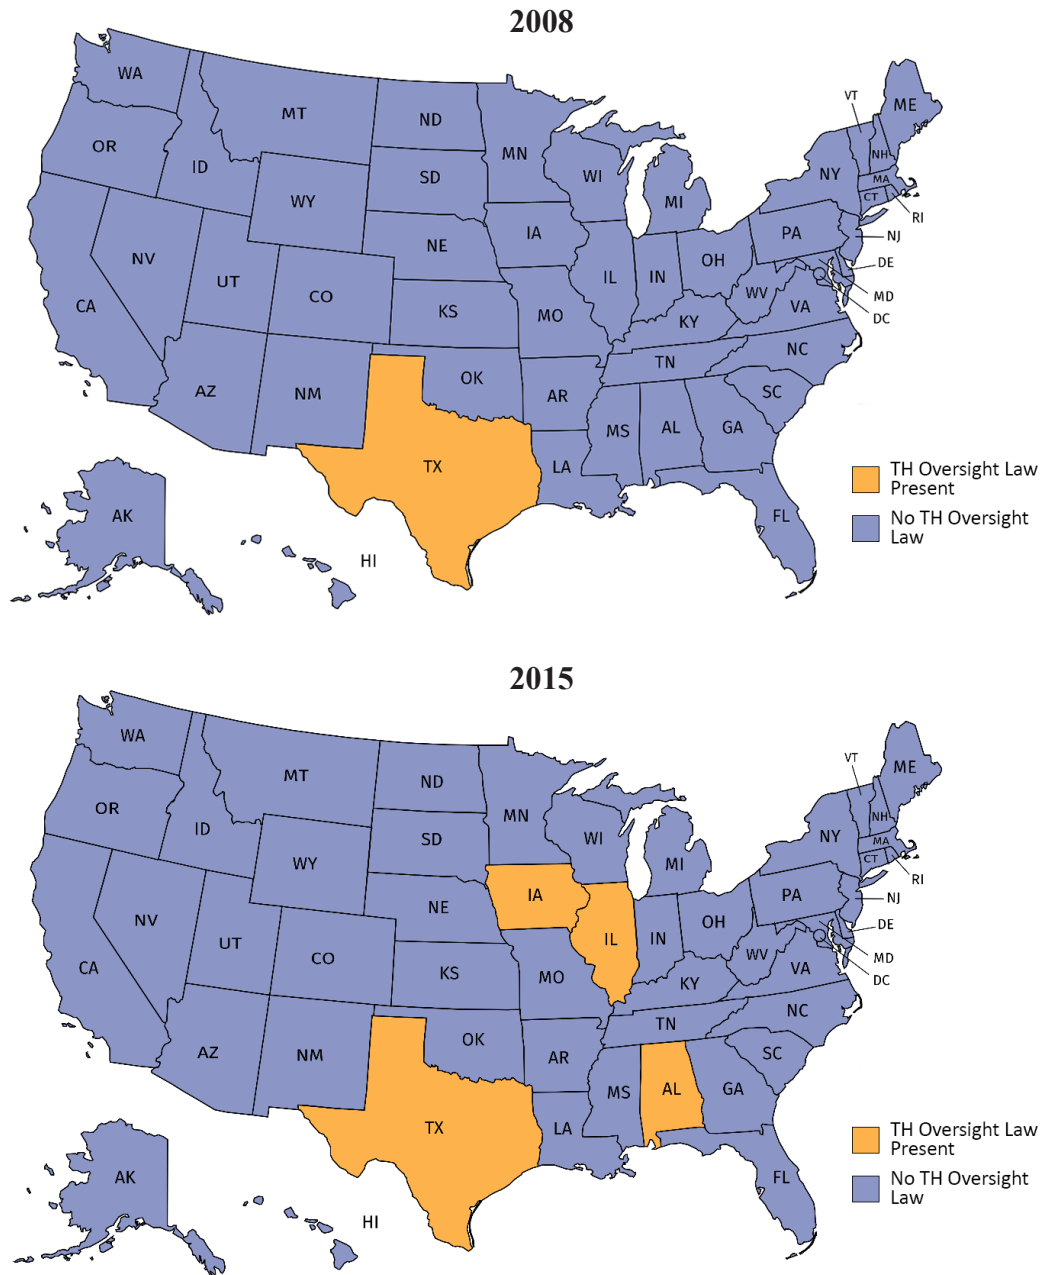 2008
WA
MT
ND
MN
VT
ME
OR
ID
SD
WI
MI
NY
NH
MA
CT
RI
WY
IA
PA
NJ
NE
NV
UT
CO
IL
IN
OH
DE
MD
DC
WV
VA
CA
KS
MO
KY
NC
TN
AZ
NM
OK
AR
SC
MS
AL
GA
TX
LA
TH Oversight Law
Present
AK
FL
No TH Oversight
Law
HI
2015
WA
MT
ND
MN
VT
ME
OR
ID
SD
WI
MI
NY
NH
MA
CT
RI
WY
IA
PA
NJ
NE
NV
UT
CO
IL
IN
OH
DE
MD
DC
WV
VA
CA
KS
MO
KY
NC
TN
AZ
NM
OK
AR
SC
MS
AL
GA
TX
LA
TH Oversight Law
Present
AK
FL
No TH Oversight
Law
HI